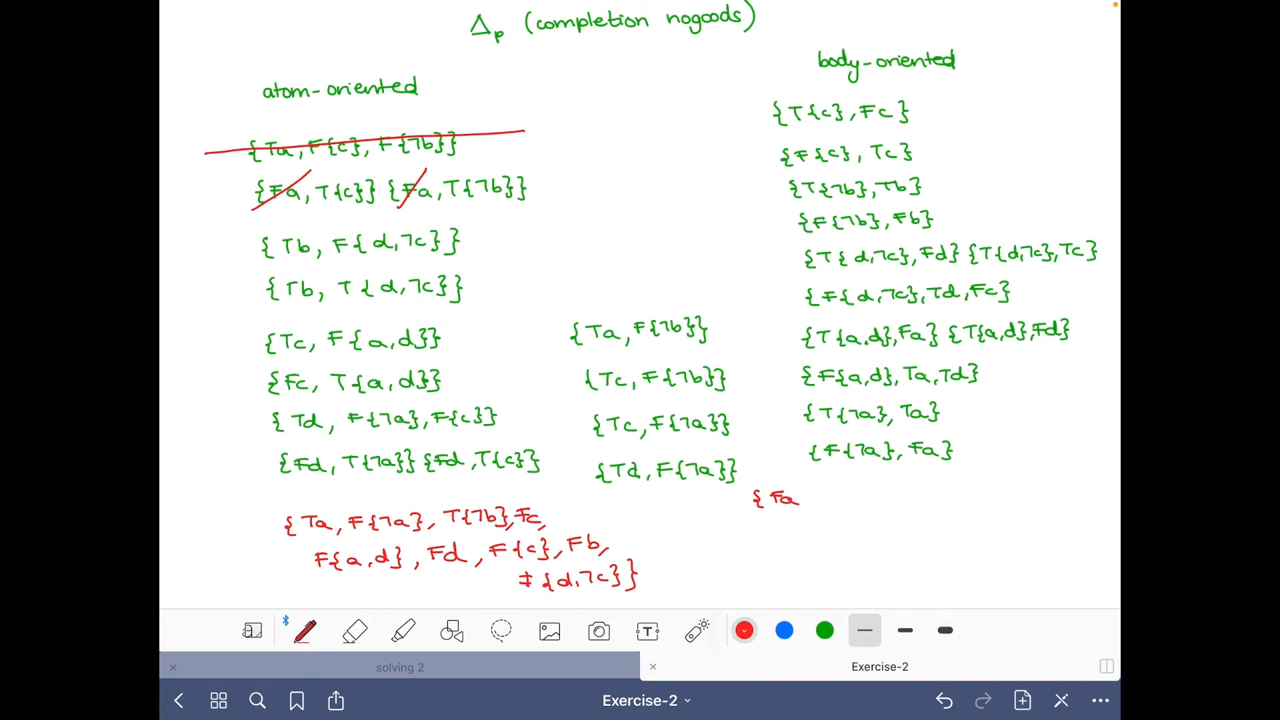 Δp (completion nogoods)
atom-oriented
{Ta, F{c}, F{¬b}}
{Fa, T{c}} {Fa, T{¬b}}
{Tb, F{d,¬c}}
{Tb, T{d,¬c}}
{Tc, F{a,d}}
{Fc, T{a,d}}
{Td, F{¬a}, F{c}}
{Fd, T{¬a}} {Fd, T{c}}
{Ta, F{¬b}}
{Tc, F{¬b}}
{Tc, F{¬a}}
{Td, F{¬a}}
body-oriented
{T{c}, Fc}
{F{c}, Tc}
{T{¬b}, Tb}
{F{¬b}, Fb}
{T{d,¬c}, Fd} {T{d,¬c}, Tc}
{F{d,¬c}, Td, Fc}
{T{a,d}, Fa} {T{a,d}, Fd}
{F{a,d}, Ta, Td}
{T{¬a}, Ta}
{F{¬a}, Fa}
{Ta, F{¬a}, T{¬b}, Fc,
F{a,d}, Fd, F{c}, Fb,
F{d,¬c}}
{Fa
solving 2
Exercise-2
Exercise-2